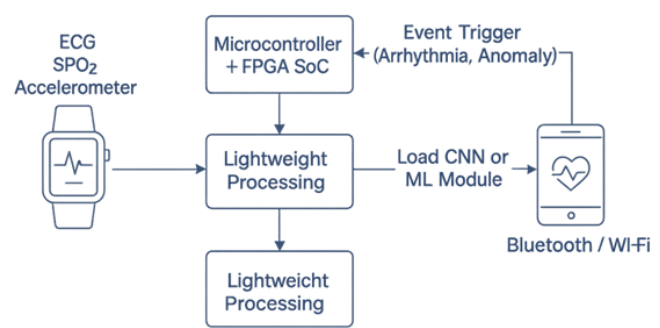 ECG
SPO₂
Accelerometer
Microcontroller
+ FPGA SoC
Event Trigger
(Arrhythmia, Anomaly)
Lightweight
Processing
Load CNN or
ML Module
Bluetooth / WI-Fi
Lightweicht
Processing